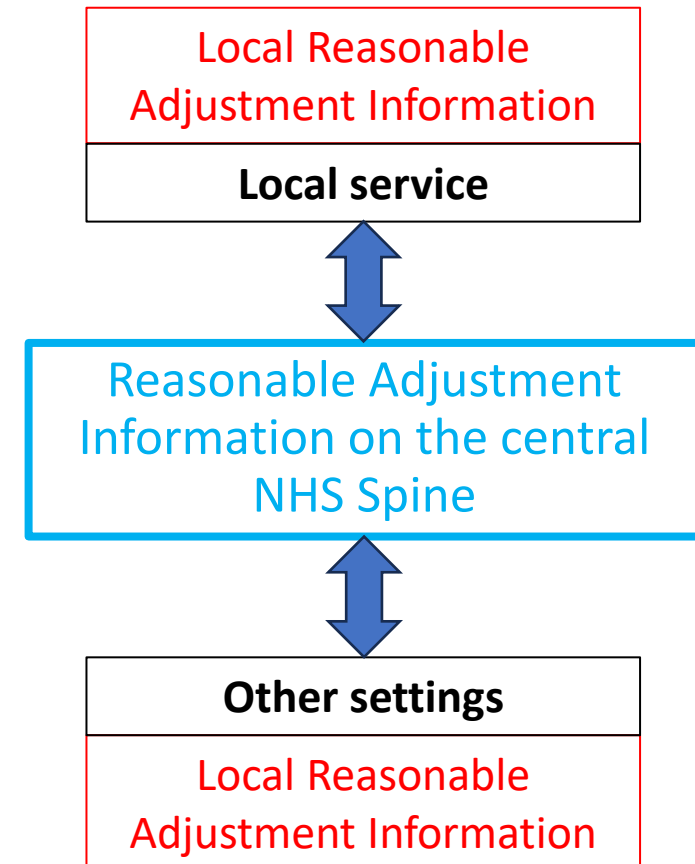 Local Reasonable
Adjustment Information
Local service
Reasonable Adjustment
Information on the central
NHS Spine
Other settings
Local Reasonable
Adjustment Information